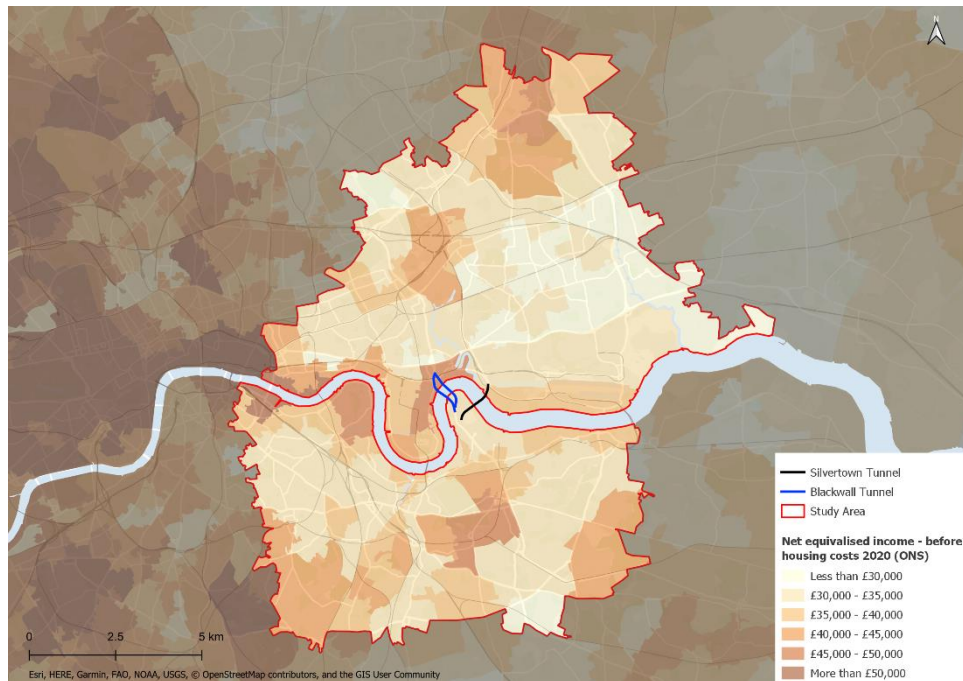 N
Silvertown Tunnel
Blackwall Tunnel
Study Area
Net equivalised income - before
housing costs 2020 (ONS)
Less than £30,000
£30,000 - £35,000
£35,000 - £40,000
£40,000 - £45,000
£45,000 - £50,000
More than £50,000
0 2.5 5 km
Esri, HERE, Garmin, FAO, NOAA, USGS, © OpenStreetMap contributors, and the GIS User Community